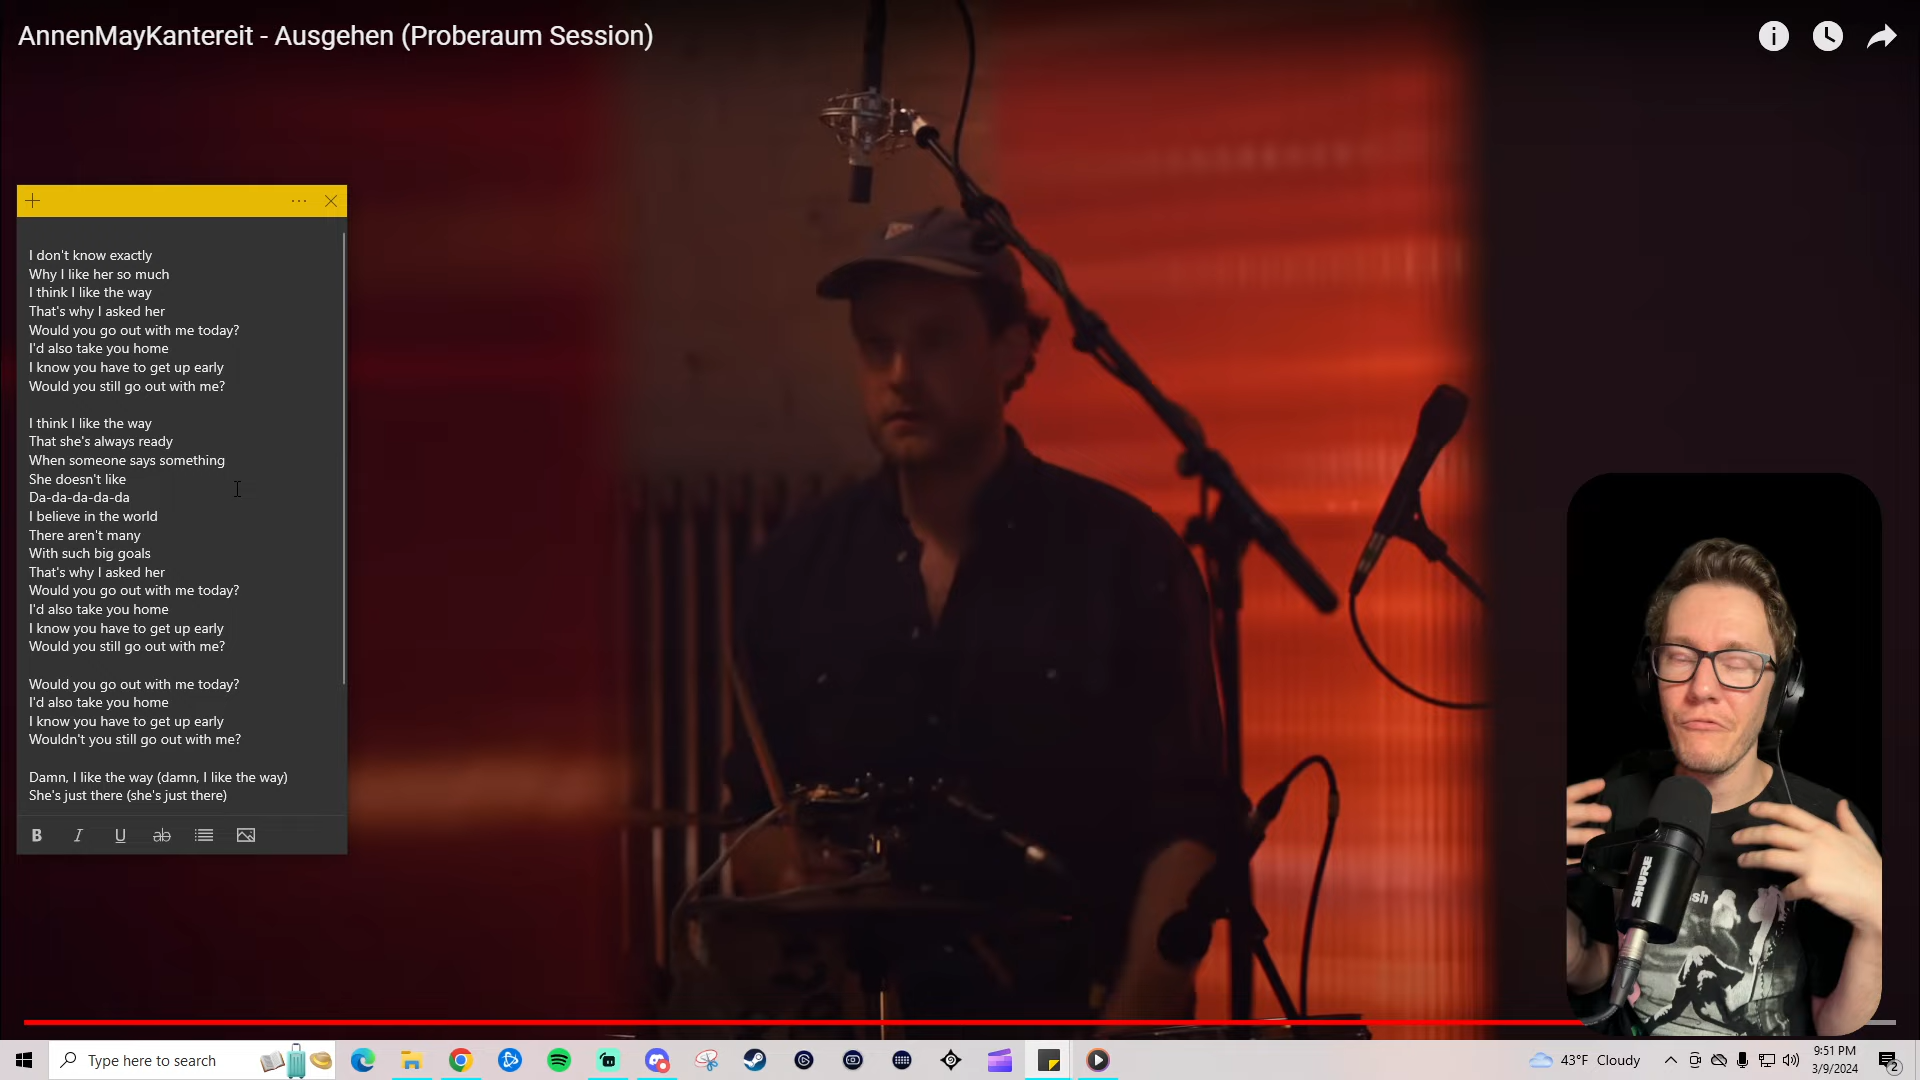 AnnenMayKantereit - Ausgehen (Proberaum Session)
I don't know exactly
Why I like her so much
I think I like the way
That's why I asked her
Would you go out with me today?
I'd also take you home
I know you have to get up early
Would you still go out with me?
I think I like the way
That she's always ready
When someone says something
She doesn't like
Da-da-da-da-da
I believe in the world
There aren't many
With such big goals
That's why I asked her
Would you go out with me today?
I'd also take you home
I know you have to get up early
Would you still go out with me?
Would you go out with me today?
I'd also take you home
I know you have to get up early
Wouldn't you still go out with me?
Damn, I like the way (damn, I like the way)
She's just there (she's just there)
B I U ab
SHURE
Type here to search
43°F Cloudy
9:51 PM
3/9/2024
2